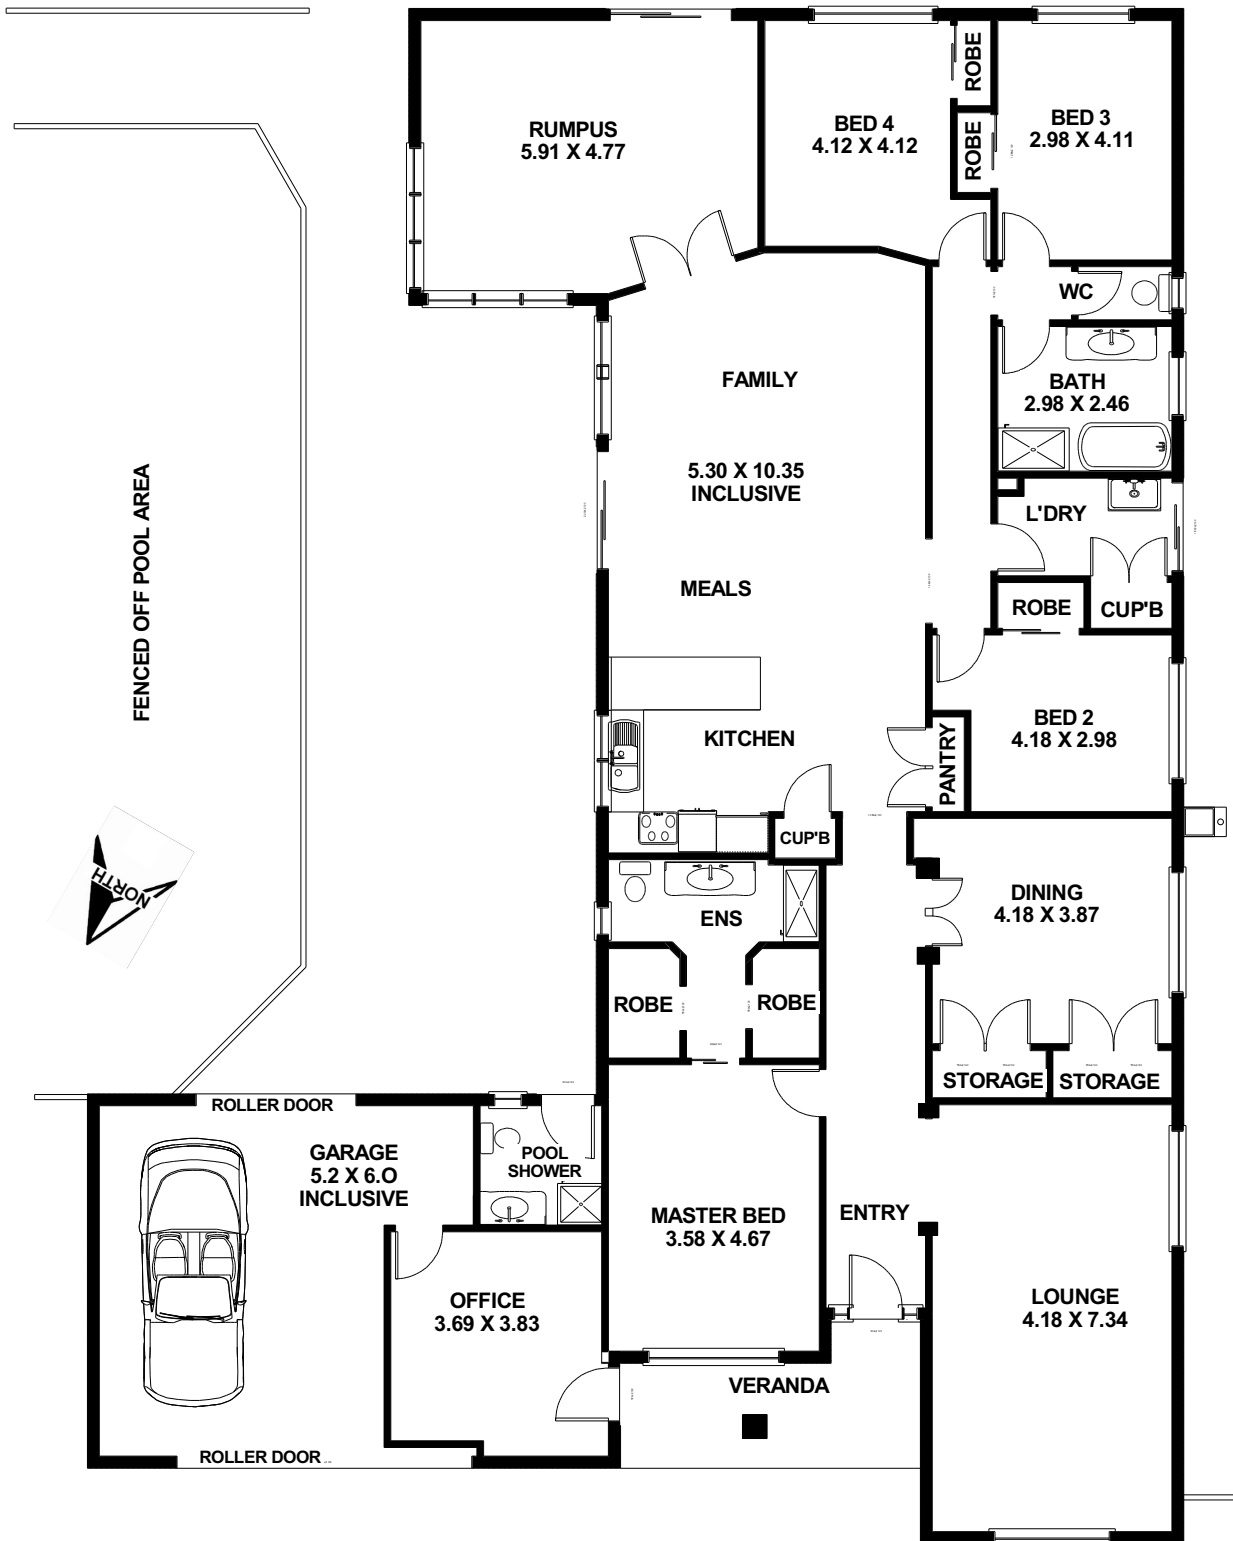 ROBE
RUMPUS
5.91 X 4.77
BED 4
4.12 X 4.12
BED 3
2.98 X 4.11
ROBE
WC
FAMILY
BATH
2.98 X 2.46
5.30 X 10.35
INCLUSIVE
L'DRY
FENCED OFF POOL AREA
MEALS
ROBE
CUP'B
BED 2
4.18 X 2.98
KITCHEN
PANTRY
CUP'B
NORTH
DINING
4.18 X 3.87
ENS
ROBE
ROBE
STORAGE
STORAGE
ROLLER DOOR
GARAGE
5.2 X 6.O
INCLUSIVE
POOL
SHOWER
MASTER BED
3.58 X 4.67
ENTRY
OFFICE
3.69 X 3.83
LOUNGE
4.18 X 7.34
VERANDA
ROLLER DOOR